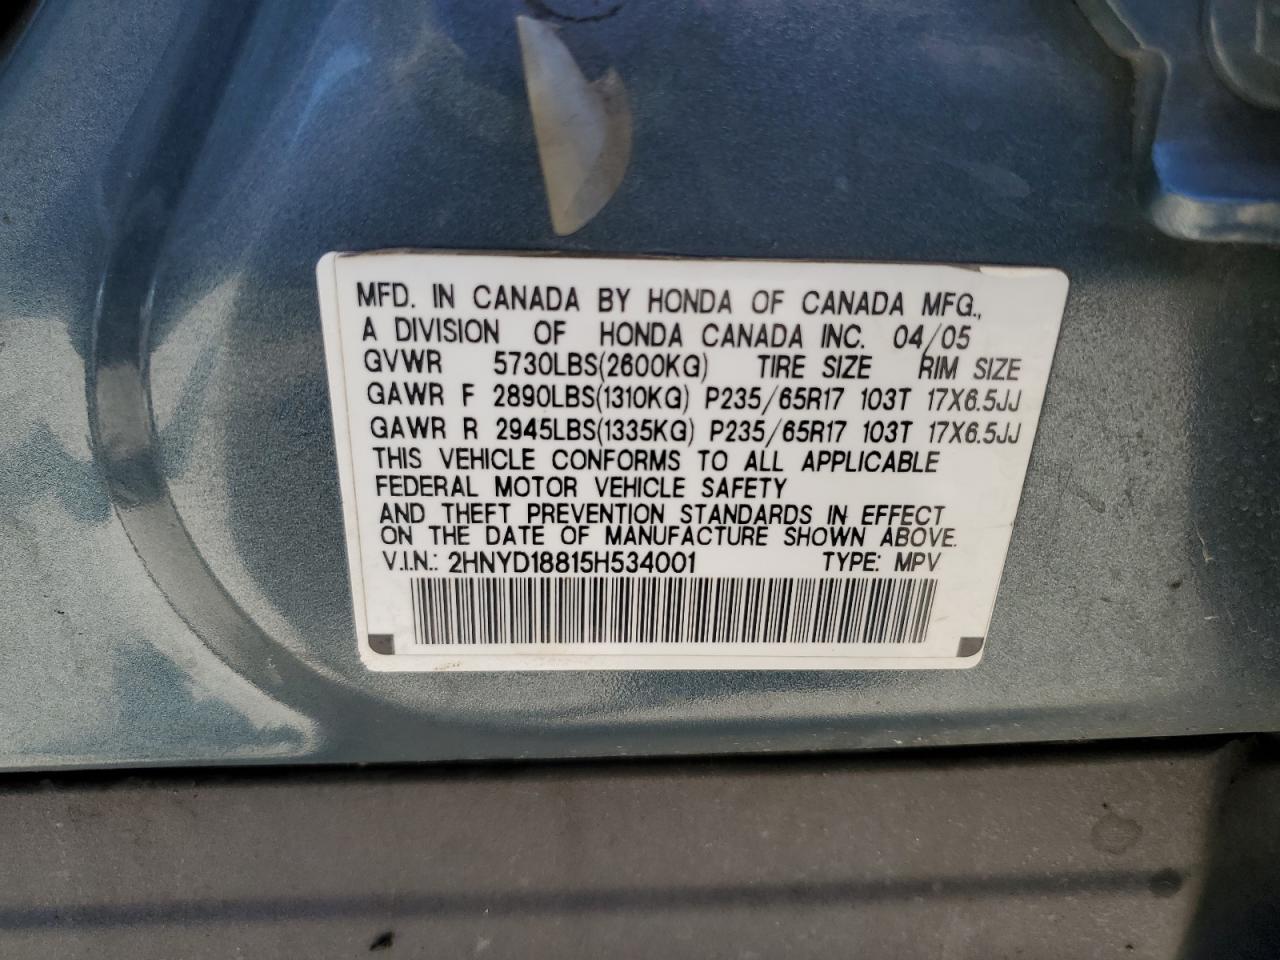 MFD. IN CANADA BY HONDA OF CANADA MFG.,
A DIVISION OF HONDA CANADA INC. 04/05
GVWR 5730LBS(2600KG) TIRE SIZE RIM SIZE
GAWR F 2890LBS(1310KG) P235/65R17 103T 17X6.5JJ
GAWR R 2945LBS(1335KG) P235/65R17 103T 17X6.5JJ
THIS VEHICLE CONFORMS TO ALL APPLICABLE
FEDERAL MOTOR VEHICLE SAFETY
AND THEFT PREVENTION STANDARDS IN EFFECT
ON THE DATE OF MANUFACTURE SHOWN ABOVE.
V.I.N.: 2HNYD18815H534001 TYPE: MPV